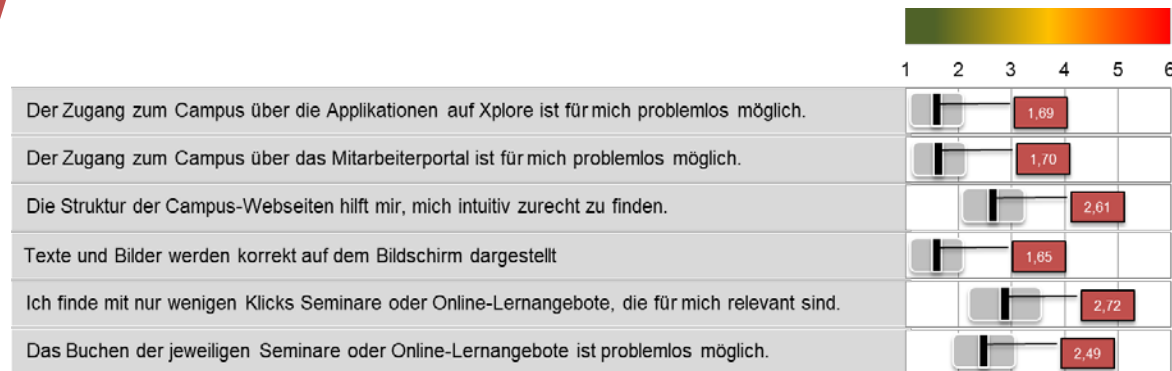 1 2 3 4 5 6
Der Zugang zum Campus über die Applikationen auf Xplore ist für mich problemlos möglich. 1,69
Der Zugang zum Campus über das Mitarbeiterportal ist für mich problemlos möglich. 1,70
Die Struktur der Campus-Webseiten hilft mir, mich intuitiv zurecht zu finden. 2,61
Texte und Bilder werden korrekt auf dem Bildschirm dargestellt 1,65
Ich finde mit nur wenigen Klicks Seminare oder Online-Lernangebote, die für mich relevant sind. 2,72
Das Buchen der jeweiligen Seminare oder Online-Lernangebote ist problemlos möglich. 2,49